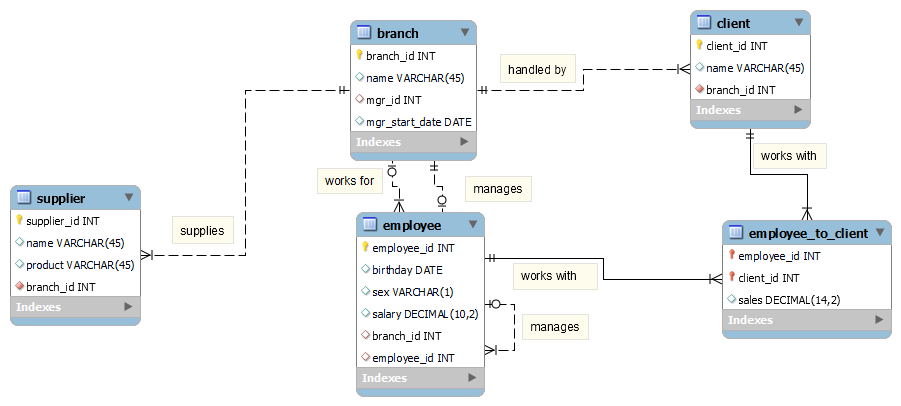 branch
branch_id INT
name VARCHAR(45)
mgr_id INT
mgr_start_date DATE
Indexes
handled by
client
client_id INT
name VARCHAR(45)
branch_id INT
Indexes
works for
manages
works with
supplier
supplier_id INT
name VARCHAR(45)
product VARCHAR(45)
branch_id INT
Indexes
supplies
employee
employee_id INT
birthday DATE
sex VARCHAR(1)
salary DECIMAL(10,2)
branch_id INT
employee_id INT
Indexes
works with
manages
employee_to_client
employee_id INT
client_id INT
sales DECIMAL(14,2)
Indexes